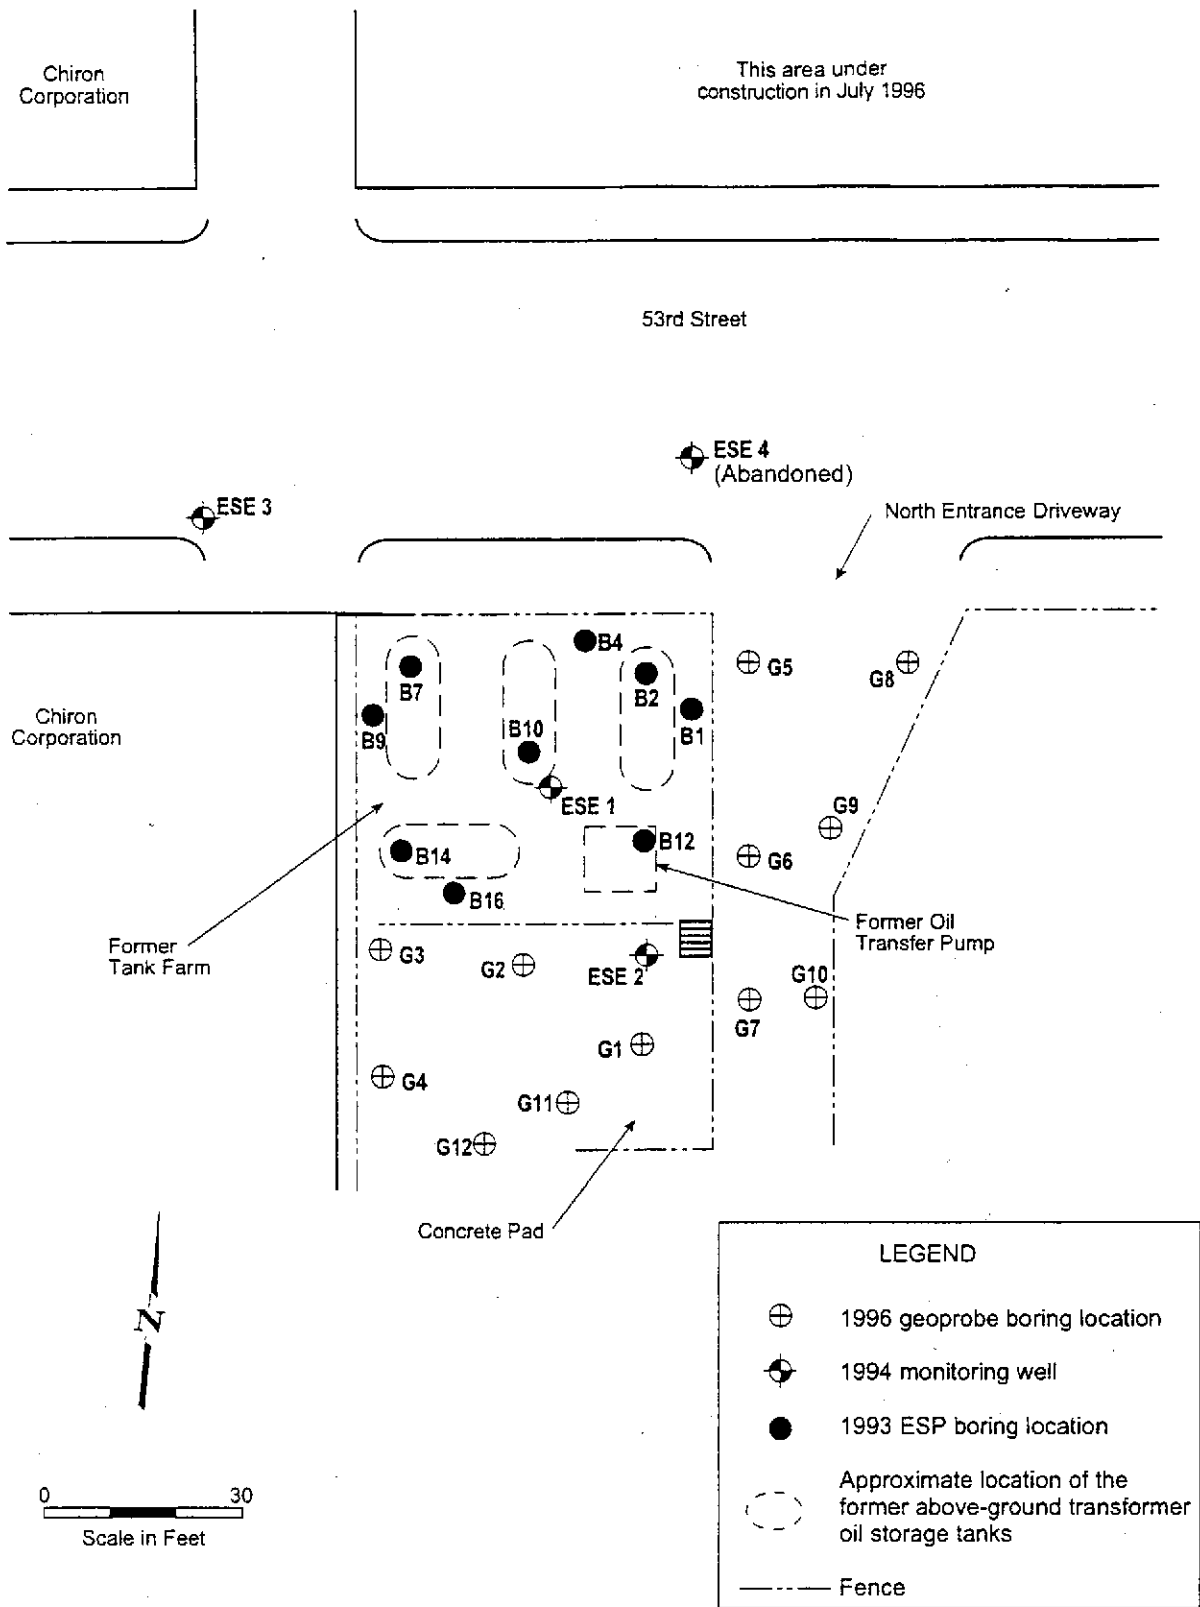 Chiron
Corporation
This area under
construction in July 1996
53rd Street
ESE 4
(Abandoned)
ESE 3
North Entrance Driveway
B4
G5
G8
B7
B2
Chiron
Corporation
B9
B10
B1
ESE 1
G9
B12
B14
G6
B16
Former
Tank Farm
Former Oil
Transfer Pump
G3
G2
ESE 2
G10
G7
G1
G4
G11
G12
Concrete Pad
N
LEGEND
1996 geoprobe boring location
1994 monitoring well
1993 ESP boring location
Approximate location of the
former above-ground transformer
oil storage tanks
Fence
0 30
Scale in Feet